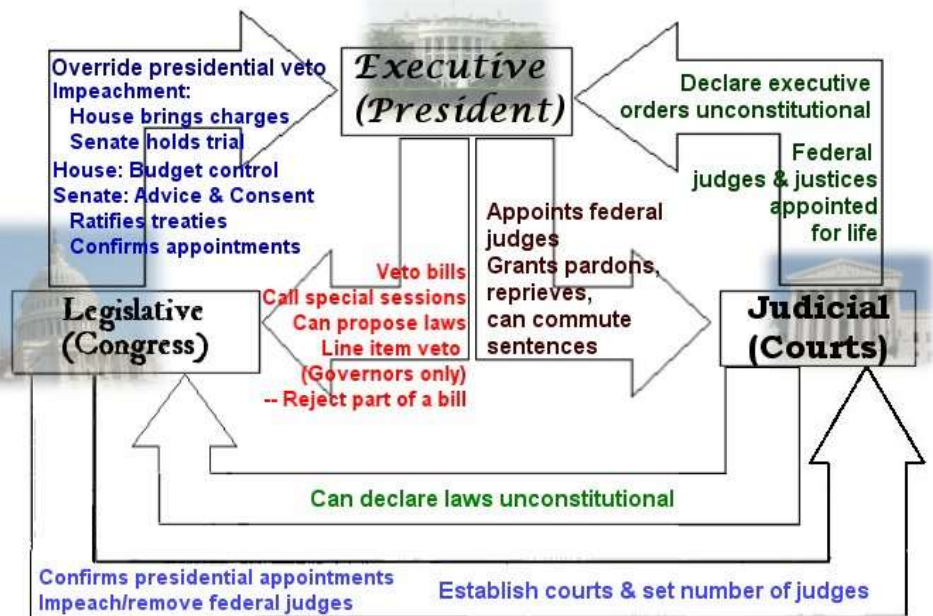 Executive
(President)
Override presidential veto
Impeachment:
House brings charges
Senate holds trial
House: Budget control
Senate: Advice & Consent
Ratifies treaties
Confirms appointments
Declare executive
orders unconstitutional
Federal
judges & justices
appointed
for life
Appoints federal
judges
Grants pardons,
reprieves,
can commute
sentences
Veto bills
Call special sessions
Can propose laws
Line item veto
(Governors only)
-- Reject part of a bill
Legislative
(Congress)
Judicial
(Courts)
Can declare laws unconstitutional
Confirms presidential appointments
Impeach/remove federal judges
Establish courts & set number of judges